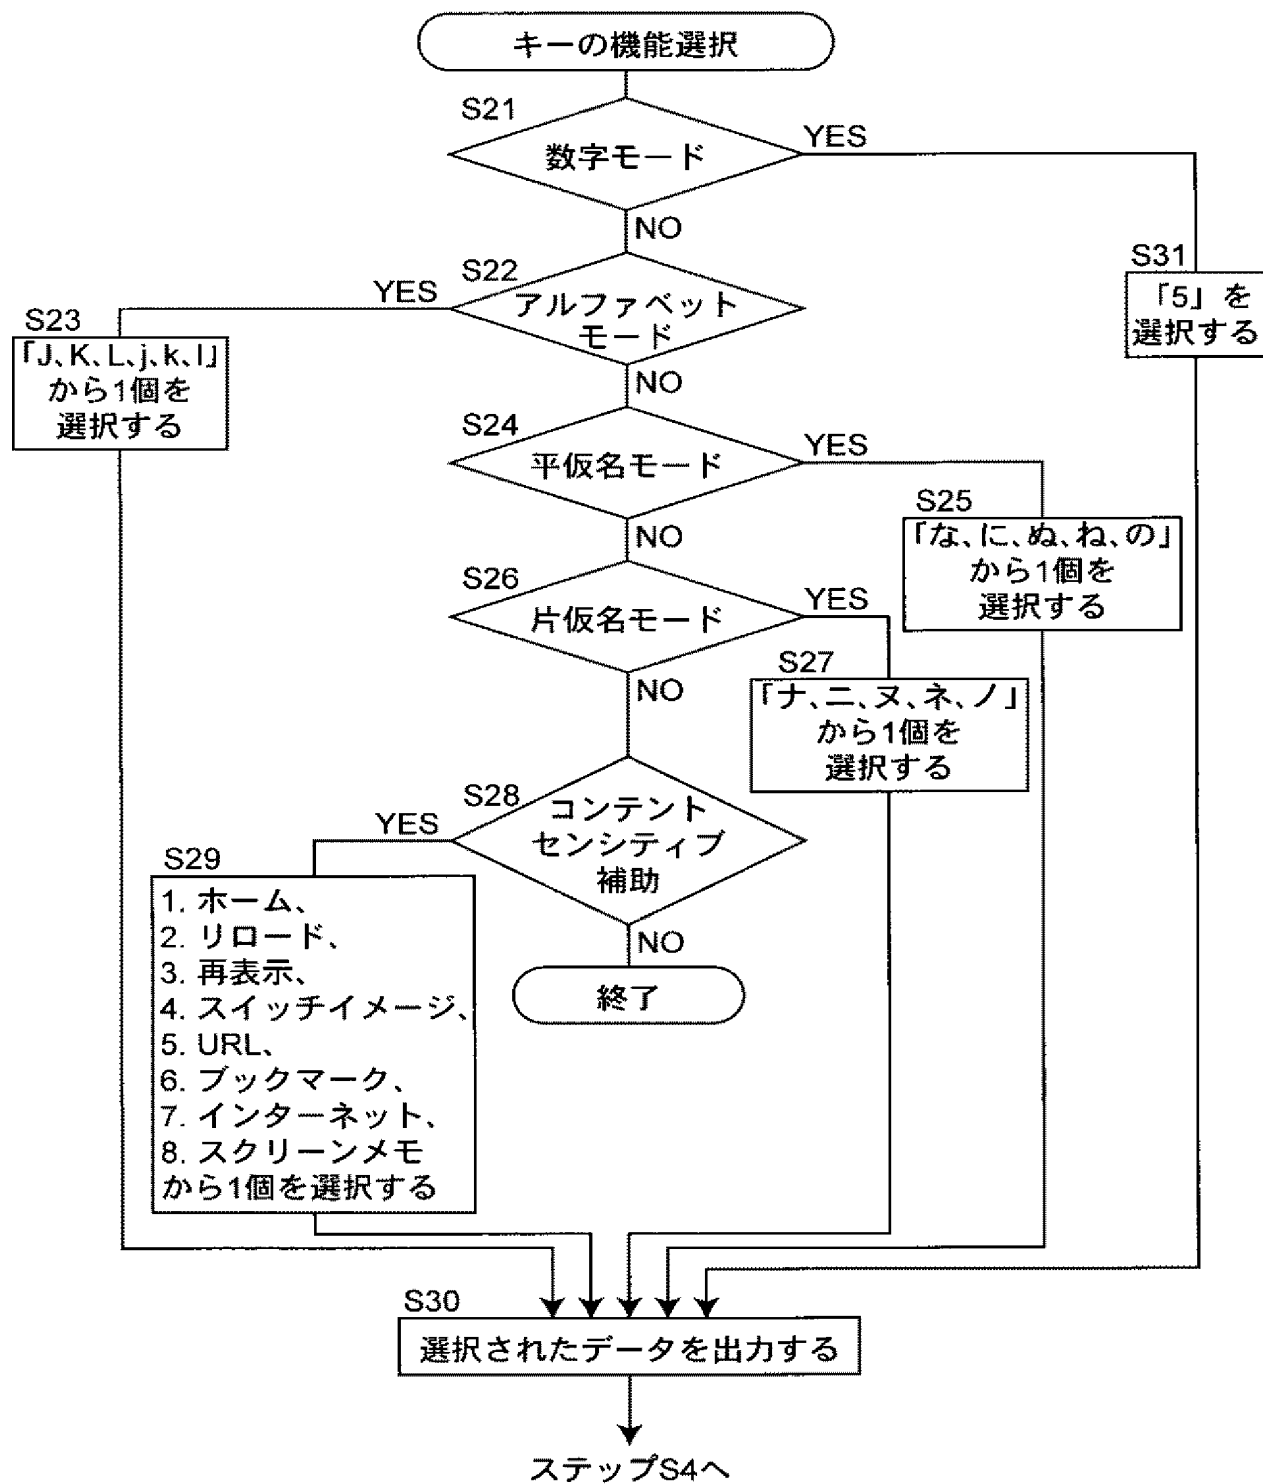 キーの機能選択
S21
数字モード
YES
NO
S31
「5」を
選択する
S22
アルファベット
モード
YES
NO
S23
「J、K、L、j、k、l」
から1個を
選択する
S24
平仮名モード
YES
NO
S25
「な、に、ぬ、ね、の」
から1個を
選択する
S26
片仮名モード
YES
NO
S27
「ナ、ニ、ヌ、ネ、ノ」
から1個を
選択する
S28
コンテント
センシティブ
補助
YES
NO
S29
1. ホーム、
2. リロード、
3. 再表示、
4. スイッチイメージ、
5. URL、
6. ブックマーク、
7. インターネット、
8. スクリーンメモ
から1個を選択する
終了
S30
選択されたデータを出力する
ステップS4へ